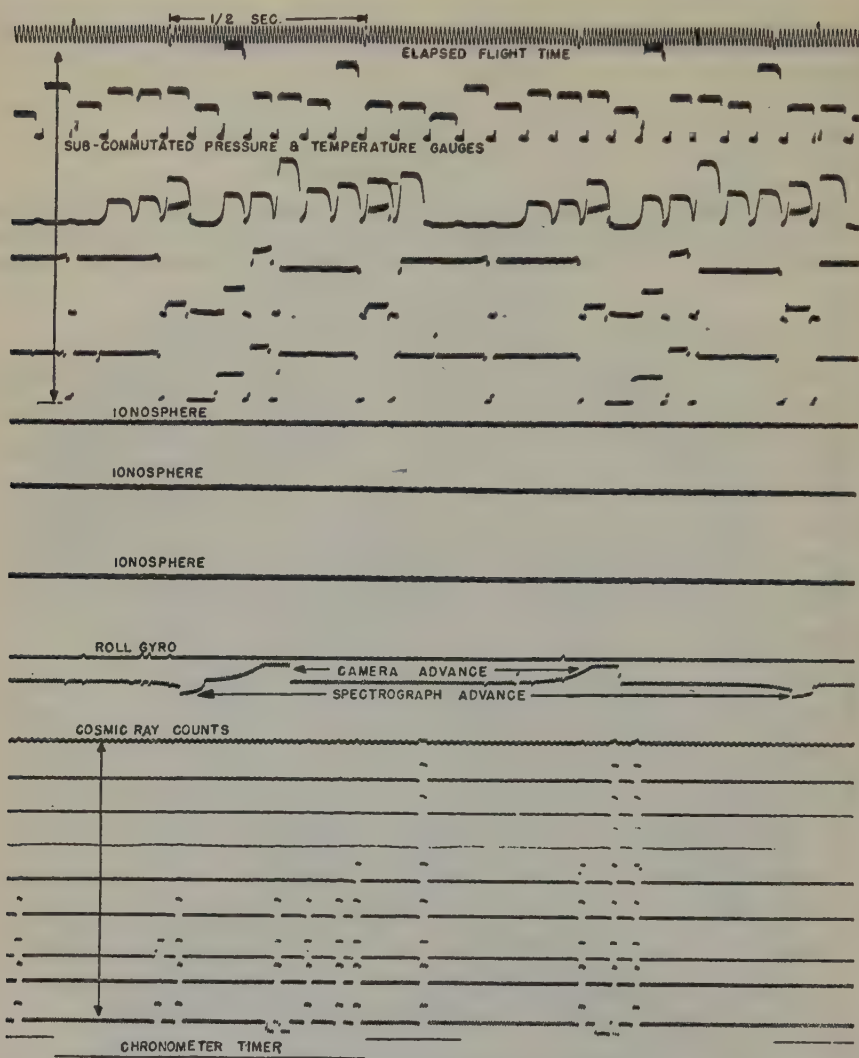 1/2 SEC.
ELAPSED FLIGHT TIME
SUB-COMMUTATED PRESSURE & TEMPERATURE GAUGES
IONOSPHERE
IONOSPHERE
IONOSPHERE
ROLL GYRO
CAMERA ADVANCE
SPECTROGRAPH ADVANCE
COSMIC RAY COUNTS
CHRONOMETER TIMER